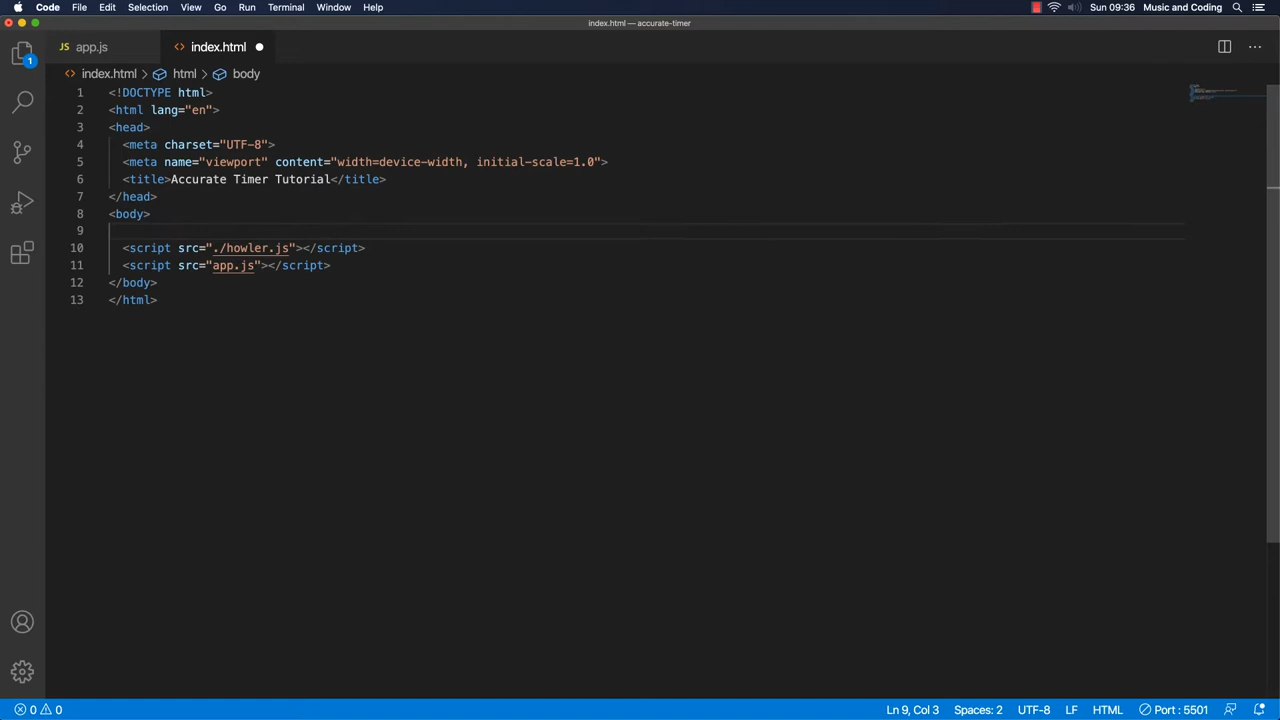 Code File Edit Selection View Go Run Terminal Window Help Sun 09:36 Music and Coding
index.html — accurate-timer
JS app.js <> index.html
<> index.html > html > body
1 <!DOCTYPE html>
2 <html lang="en">
3 <head>
4 <meta charset="UTF-8">
5 <meta name="viewport" content="width=device-width, initial-scale=1.0">
6 <title>Accurate Timer Tutorial</title>
7 </head>
8 <body>
9
10 <script src="./howler.js"></script>
11 <script src="app.js"></script>
12 </body>
13 </html>
1
0 0 Ln 9, Col 3 Spaces: 2 UTF-8 LF HTML Port : 5501